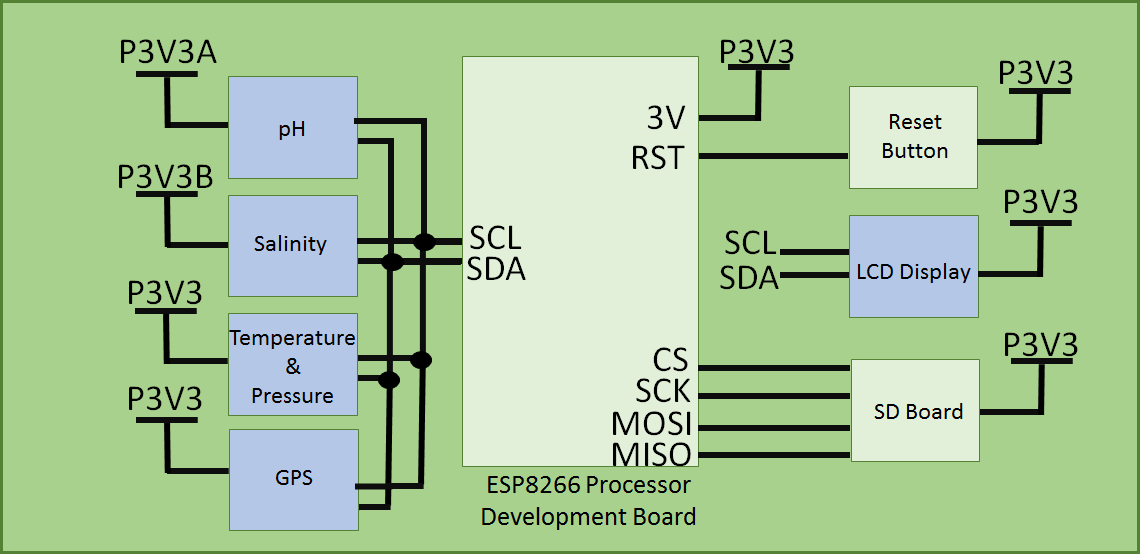 P3V3A
pH
P3V3B
Salinity
P3V3
Temperature
&
Pressure
P3V3
GPS
SCL
SDA
3V
RST
CS
SCK
MOSI
MISO
ESP8266 Processor
Development Board
P3V3
Reset
Button
P3V3
SCL
SDA
LCD Display
P3V3
SD Board
P3V3